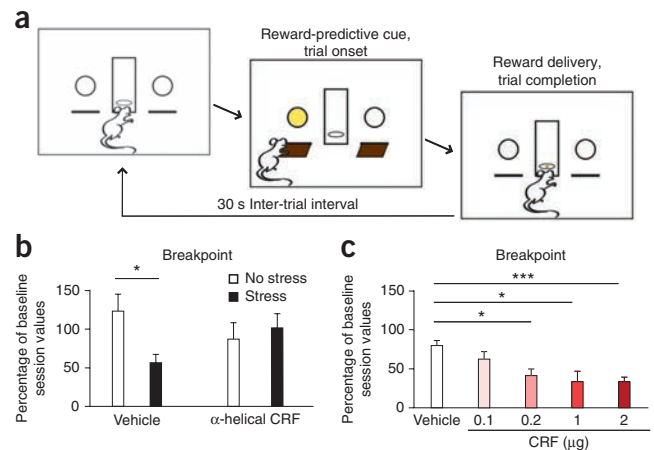 a
Reward-predictive cue,
trial onset
Reward delivery,
trial completion
30 s Inter-trial interval
b
Breakpoint
*
No stress
Stress
Percentage of baseline
session values
150
100
50
0
Vehicle
α-helical CRF
c
Breakpoint
***
*
*
Percentage of baseline
session values
150
100
50
0
Vehicle
0.1
0.2
1
2
CRF (μg)